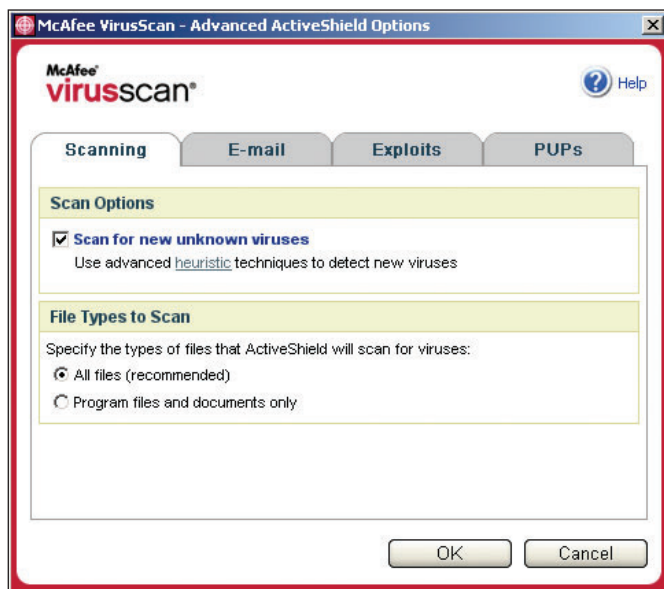 McAfee VirusScan - Advanced ActiveShield Options
McAfee®
virusscan®
Help
Scanning
E-mail
Exploits
PUPs
Scan Options
Scan for new unknown viruses
Use advanced heuristic techniques to detect new viruses
File Types to Scan
Specify the types of files that ActiveShield will scan for viruses:
All files (recommended)
Program files and documents only
OK
Cancel